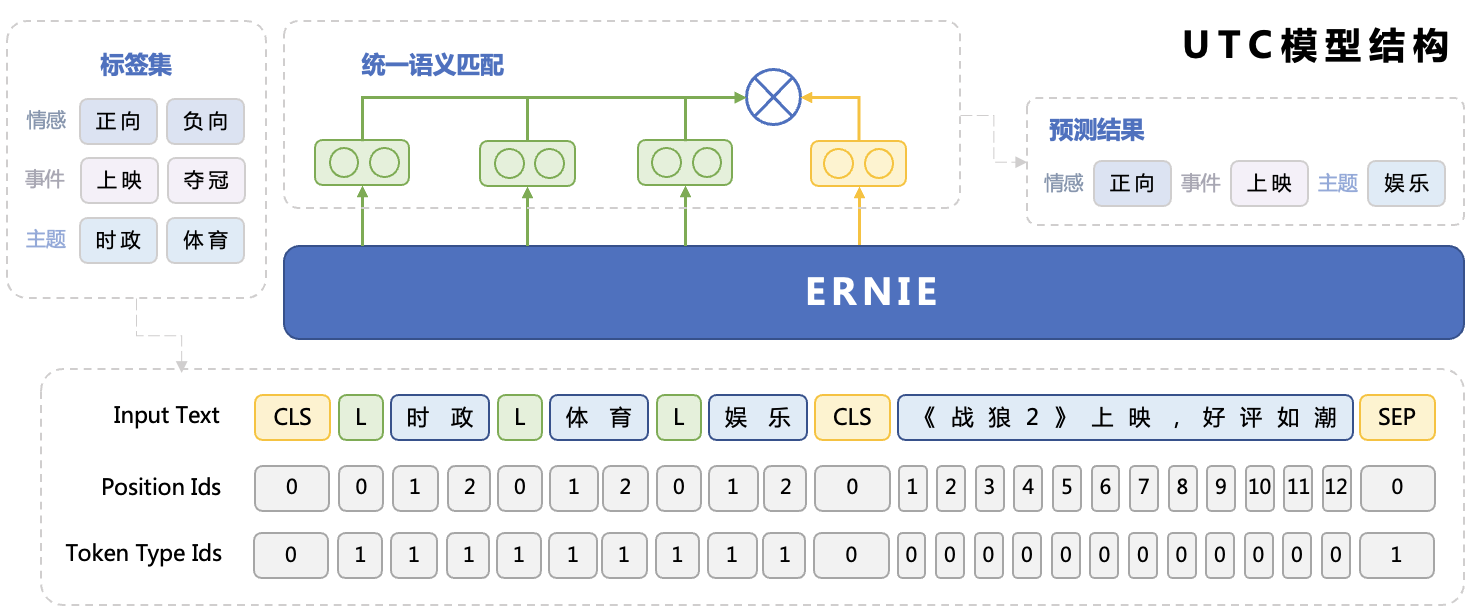 UTC模型结构
标签集
情感 正向 负向
事件 上映 夺冠
主题 时政 体育
统一语义匹配
预测结果
情感 正向 事件 上映 主题 娱乐
ERNIE
Input Text CLS L 时政 L 体育 L 娱乐 CLS 《战狼2》上映，好评如潮 SEP
Position Ids 0 0 1 2 0 1 2 0 1 2 0 1 2 3 4 5 6 7 8 9 10 11 12 0
Token Type Ids 0 1 1 1 1 1 1 1 1 1 0 0 0 0 0 0 0 0 0 0 0 0 0 1